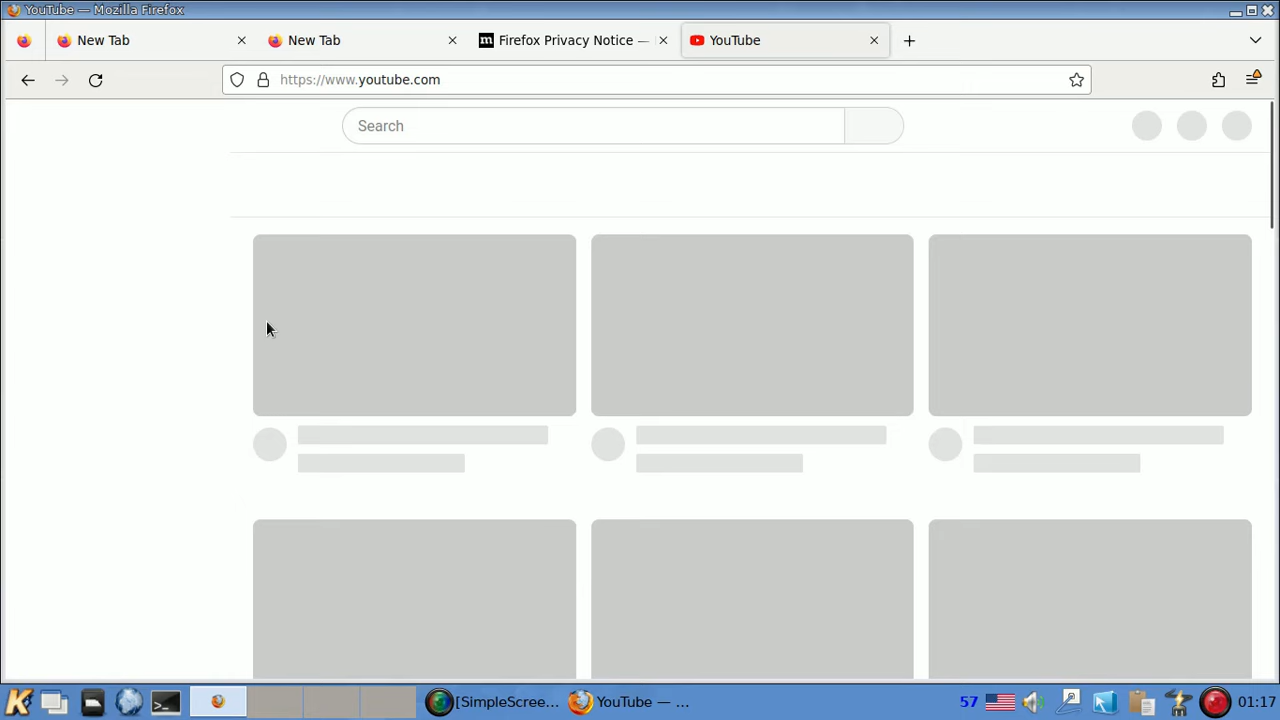 YouTube — Mozilla Firefox
New Tab
New Tab
Firefox Privacy Notice —
YouTube
https://www.youtube.com
Search
[SimpleScree...
YouTube — ...
57
01:17